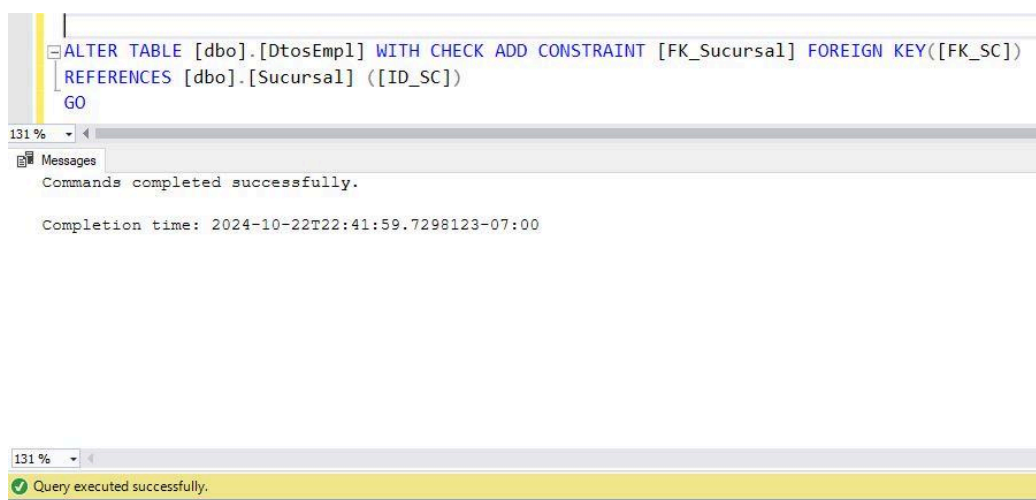 ALTER TABLE [dbo].[DtosEmpl] WITH CHECK ADD CONSTRAINT [FK_Sucursal] FOREIGN KEY([FK_SC])
REFERENCES [dbo].[Sucursal] ([ID_SC])
GO
131 %
Messages
Commands completed successfully.
Completion time: 2024-10-22T22:41:59.7298123-07:00
131 %
Query executed successfully.